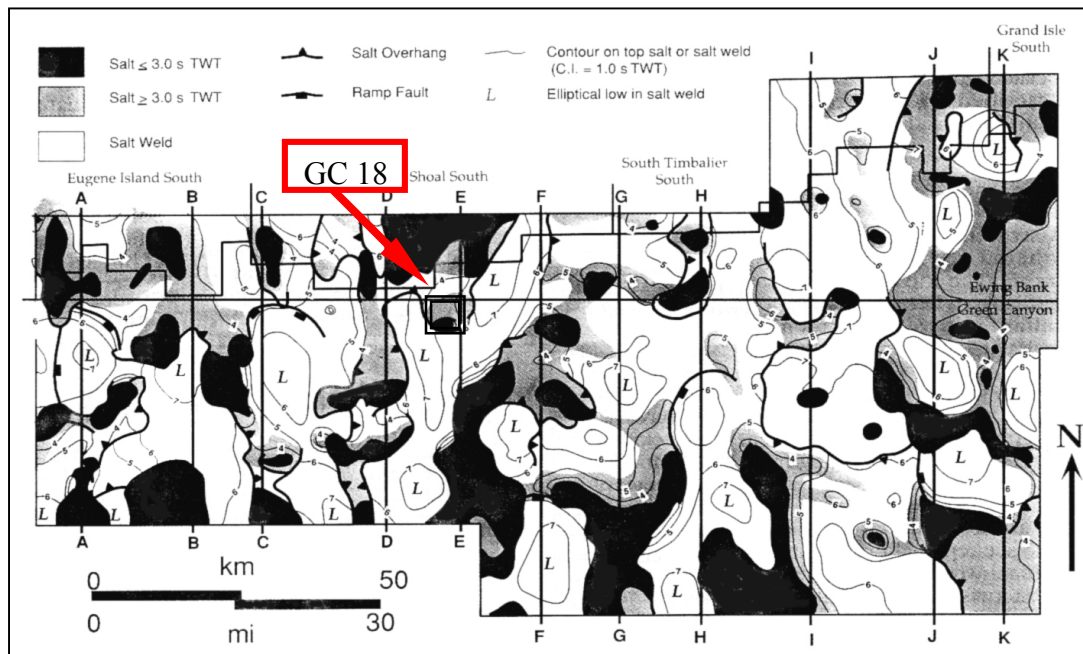 Salt ≤ 3.0 s TWT
Salt ≥ 3.0 s TWT
Salt Weld
Salt Overhang
Ramp Fault
Contour on top salt or salt weld
(C.I. = 1.0 s TWT)
L Elliptical low in salt weld
Grand Isle
South
I J K
GC 18
Eugene Island South
Shoal South
South Timbalier
South
A B C D E F G H
Ewing Bank
Green Canyon
N
A B C D E
F G H I J K
km
0 50
0 30
mi